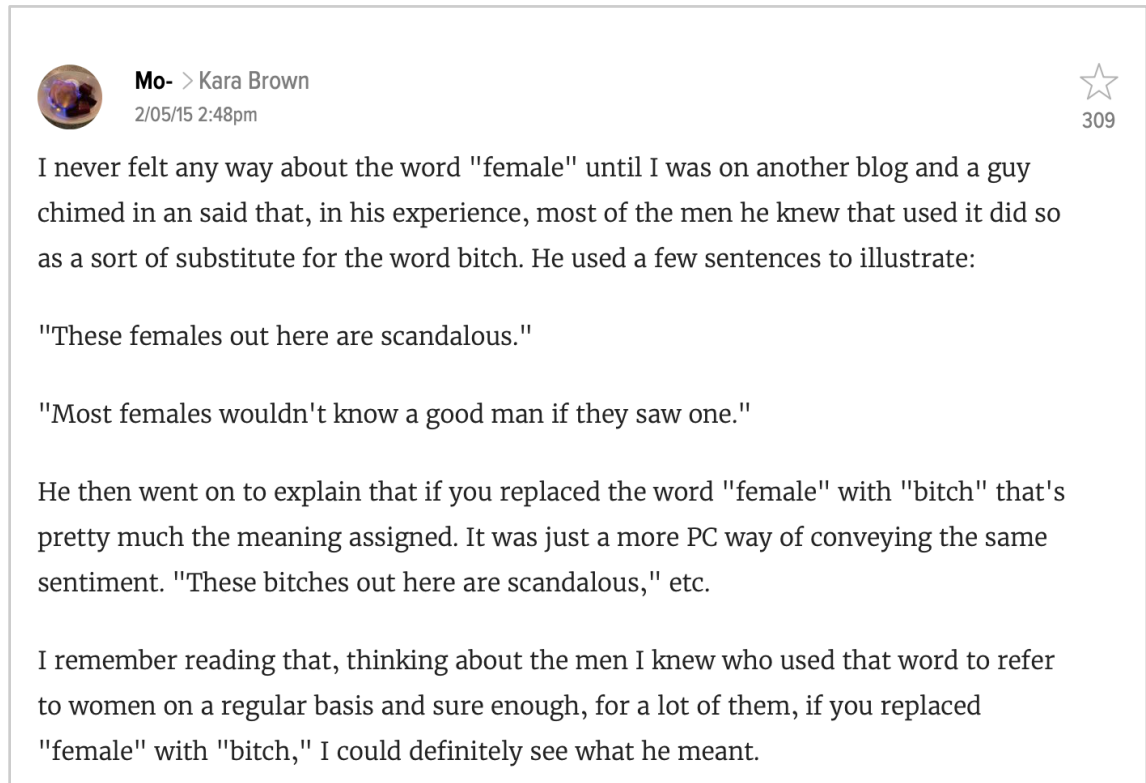 Mo- > Kara Brown
2/05/15 2:48pm
309
I never felt any way about the word "female" until I was on another blog and a guy
chimed in an said that, in his experience, most of the men he knew that used it did so
as a sort of substitute for the word bitch. He used a few sentences to illustrate:
"These females out here are scandalous."
"Most females wouldn't know a good man if they saw one."
He then went on to explain that if you replaced the word "female" with "bitch" that's
pretty much the meaning assigned. It was just a more PC way of conveying the same
sentiment. "These bitches out here are scandalous," etc.
I remember reading that, thinking about the men I knew who used that word to refer
to women on a regular basis and sure enough, for a lot of them, if you replaced
"female" with "bitch," I could definitely see what he meant.